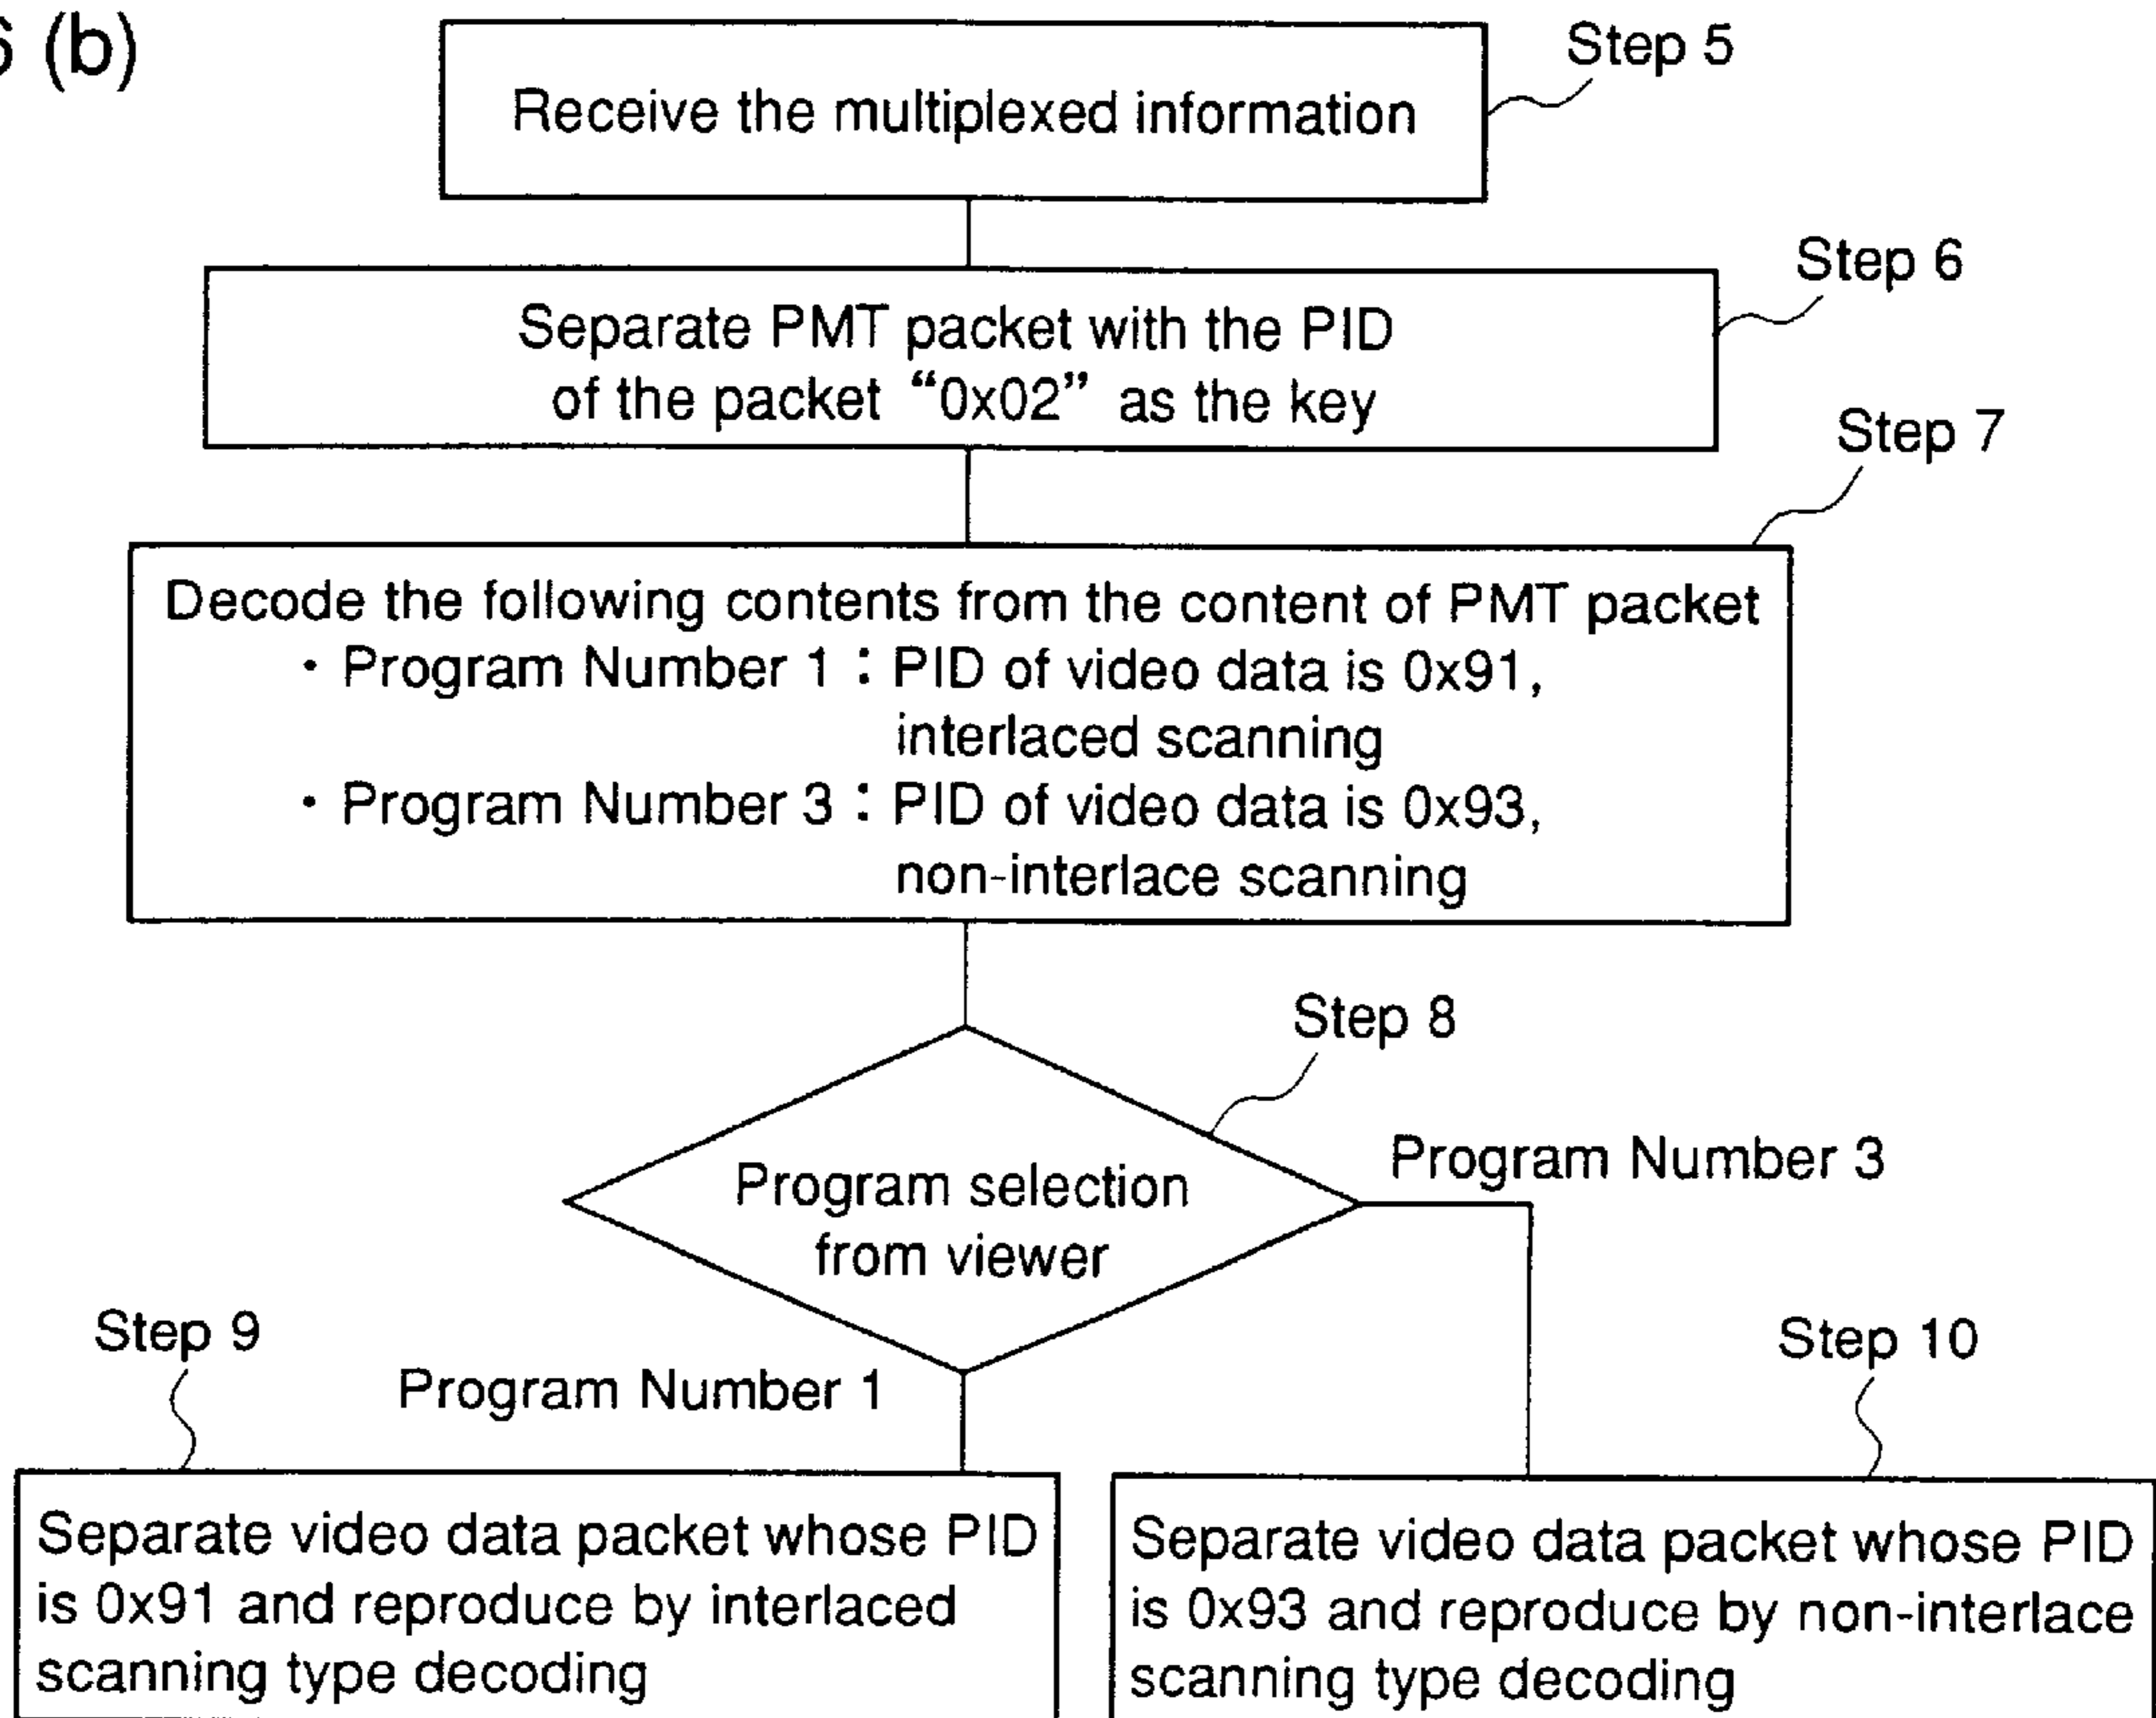 6 (b)
Step 5
Receive the multiplexed information
Step 6
Separate PMT packet with the PID
of the packet “0x02” as the key
Step 7
Decode the following contents from the content of PMT packet
・Program Number 1 : PID of video data is 0x91,
interlaced scanning
・Program Number 3 : PID of video data is 0x93,
non-interlace scanning
Step 8
Program selection
from viewer
Program Number 3
Step 9
Program Number 1
Step 10
Separate video data packet whose PID
is 0x91 and reproduce by interlaced
scanning type decoding
Separate video data packet whose PID
is 0x93 and reproduce by non-interlace
scanning type decoding